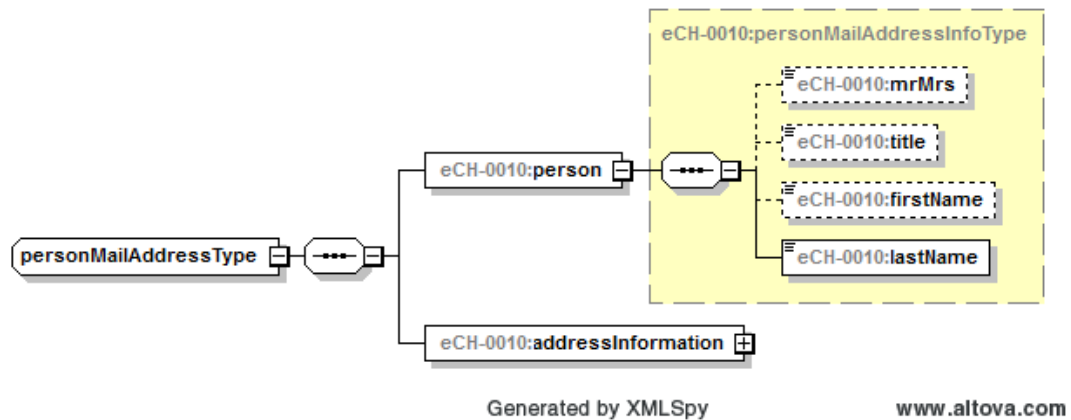 eCH-0010:personMailAddressInfoType
eCH-0010:mrMrs
eCH-0010:title
eCH-0010:person
eCH-0010:firstName
personMailAddressType
eCH-0010:lastName
eCH-0010:addressInformation
Generated by XMLSpy
www.altova.com